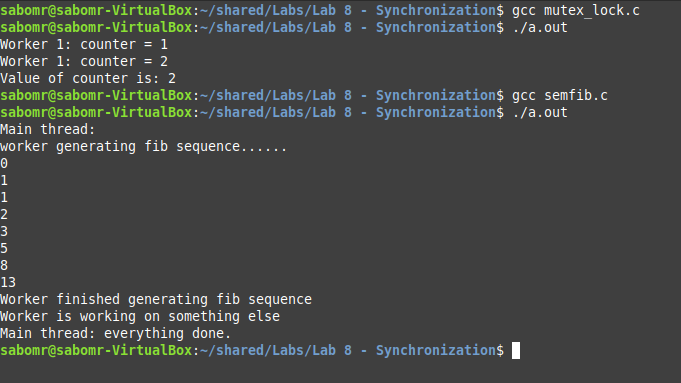 sabomr@sabomr-VirtualBox:~/shared/Labs/Lab 8 - Synchronization$ gcc mutex_lock.c
sabomr@sabomr-VirtualBox:~/shared/Labs/Lab 8 - Synchronization$ ./a.out
Worker 1: counter = 1
Worker 1: counter = 2
Value of counter is: 2
sabomr@sabomr-VirtualBox:~/shared/Labs/Lab 8 - Synchronization$ gcc semfib.c
sabomr@sabomr-VirtualBox:~/shared/Labs/Lab 8 - Synchronization$ ./a.out
Main thread:
worker generating fib sequence......
0
1
1
2
3
5
8
13
Worker finished generating fib sequence
Worker is working on something else
Main thread: everything done.
sabomr@sabomr-VirtualBox:~/shared/Labs/Lab 8 - Synchronization$